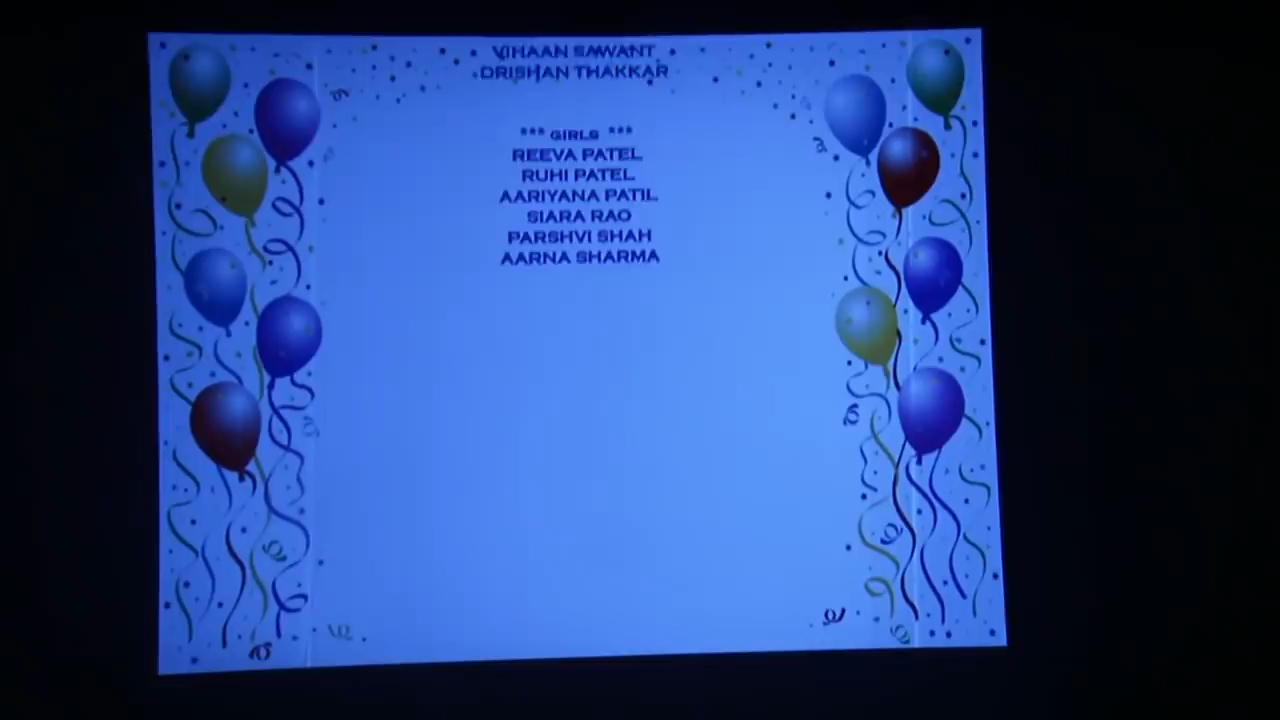 VIHAAN SAWANT
DRISHAN THAKKAR
*** GIRLS ***
REEVA PATEL
RUHI PATEL
AARIYANA PATIL
SIARA RAO
PARSHVI SHAH
AARNA SHARMA